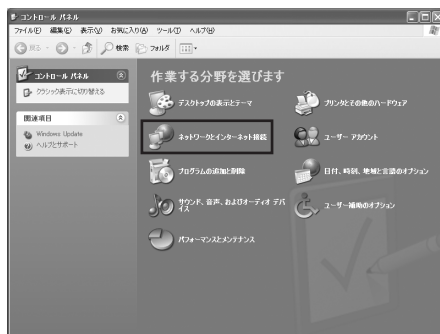 コントロール パネル
ファイル(F) 編集(E) 表示(V) お気に入り(A) ツール(T) ヘルプ(H)
戻る 検索 フォルダ
コントロール パネル
クラシック表示に切り替える
関連項目
Windows Update
ヘルプとサポート
作業する分野を選びます
デスクトップの表示とテーマ
プリンタとその他のハードウェア
ネットワークとインターネット接続
ユーザー アカウント
プログラムの追加と削除
日付、時刻、地域と言語のオプション
サウンド、音声、およびオーディオ デバ
イス
ユーザー補助のオプション
パフォーマンスとメンテナンス